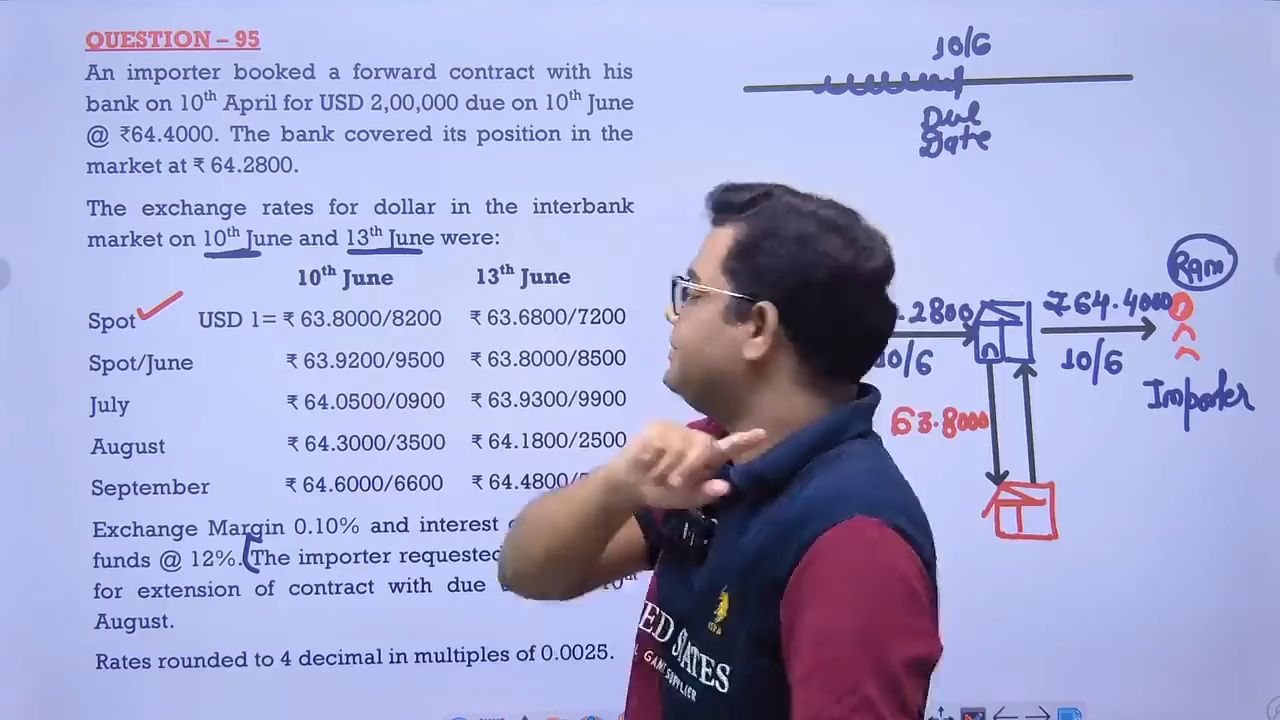 QUESTION – 95
An importer booked a forward contract with his
bank on 10th April for USD 2,00,000 due on 10th June
@ ₹64.4000. The bank covered its position in the
market at ₹ 64.2800.
The exchange rates for dollar in the interbank
market on 10th June and 13th June were:
10th June 13th June
Spot USD 1= ₹ 63.8000/8200 ₹ 63.6800/7200
Spot/June ₹ 63.9200/9500 ₹ 63.8000/8500
July ₹ 64.0500/0900 ₹ 63.9300/9900
August ₹ 64.3000/3500 ₹ 64.1800/2500
September ₹ 64.6000/6600 ₹ 64.4800/
Exchange Margin 0.10% and interest
funds @ 12%. (The importer requested
for extension of contract with due 10th
August.
Rates rounded to 4 decimal in multiples of 0.0025.
10/6
Due
Date
Ram
.2800 ₹64.4000
10/6 10/6
Importer
63.8000
ED STATES
GANT SUPPLIER